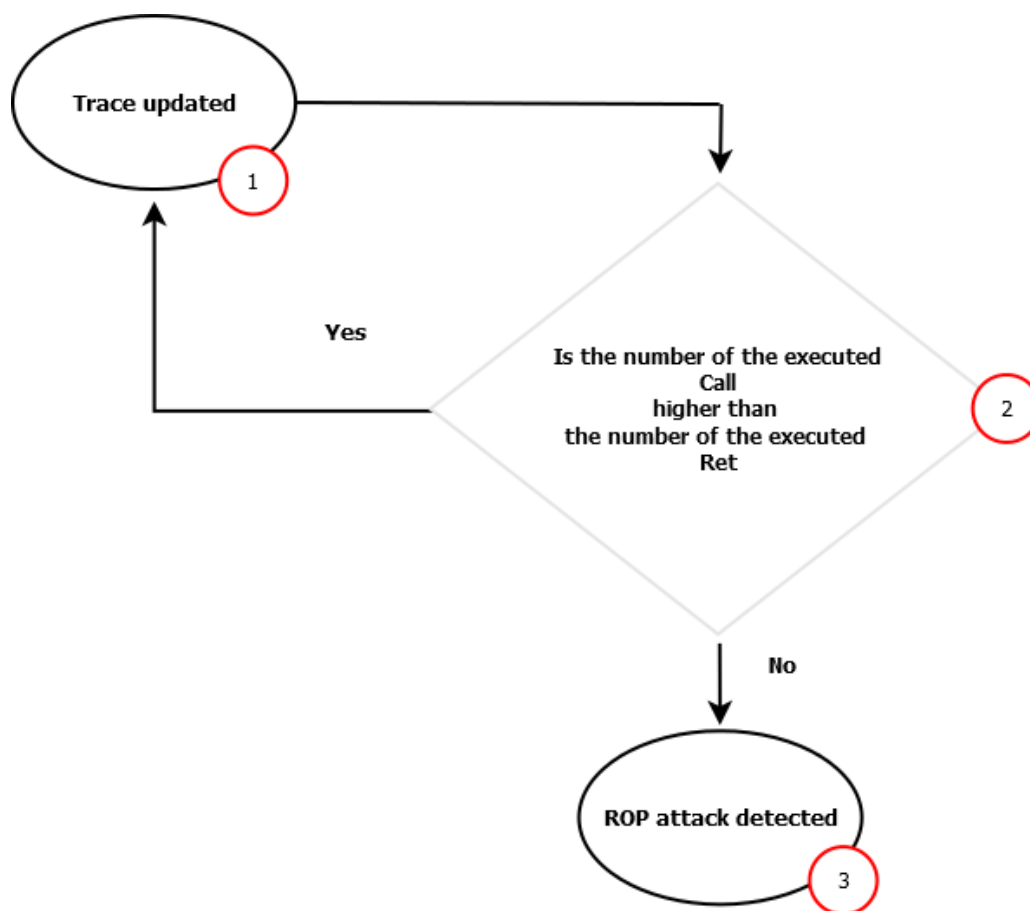 Trace updated
1
Yes
Is the number of the executed
Call
higher than
the number of the executed
Ret
2
No
ROP attack detected
3